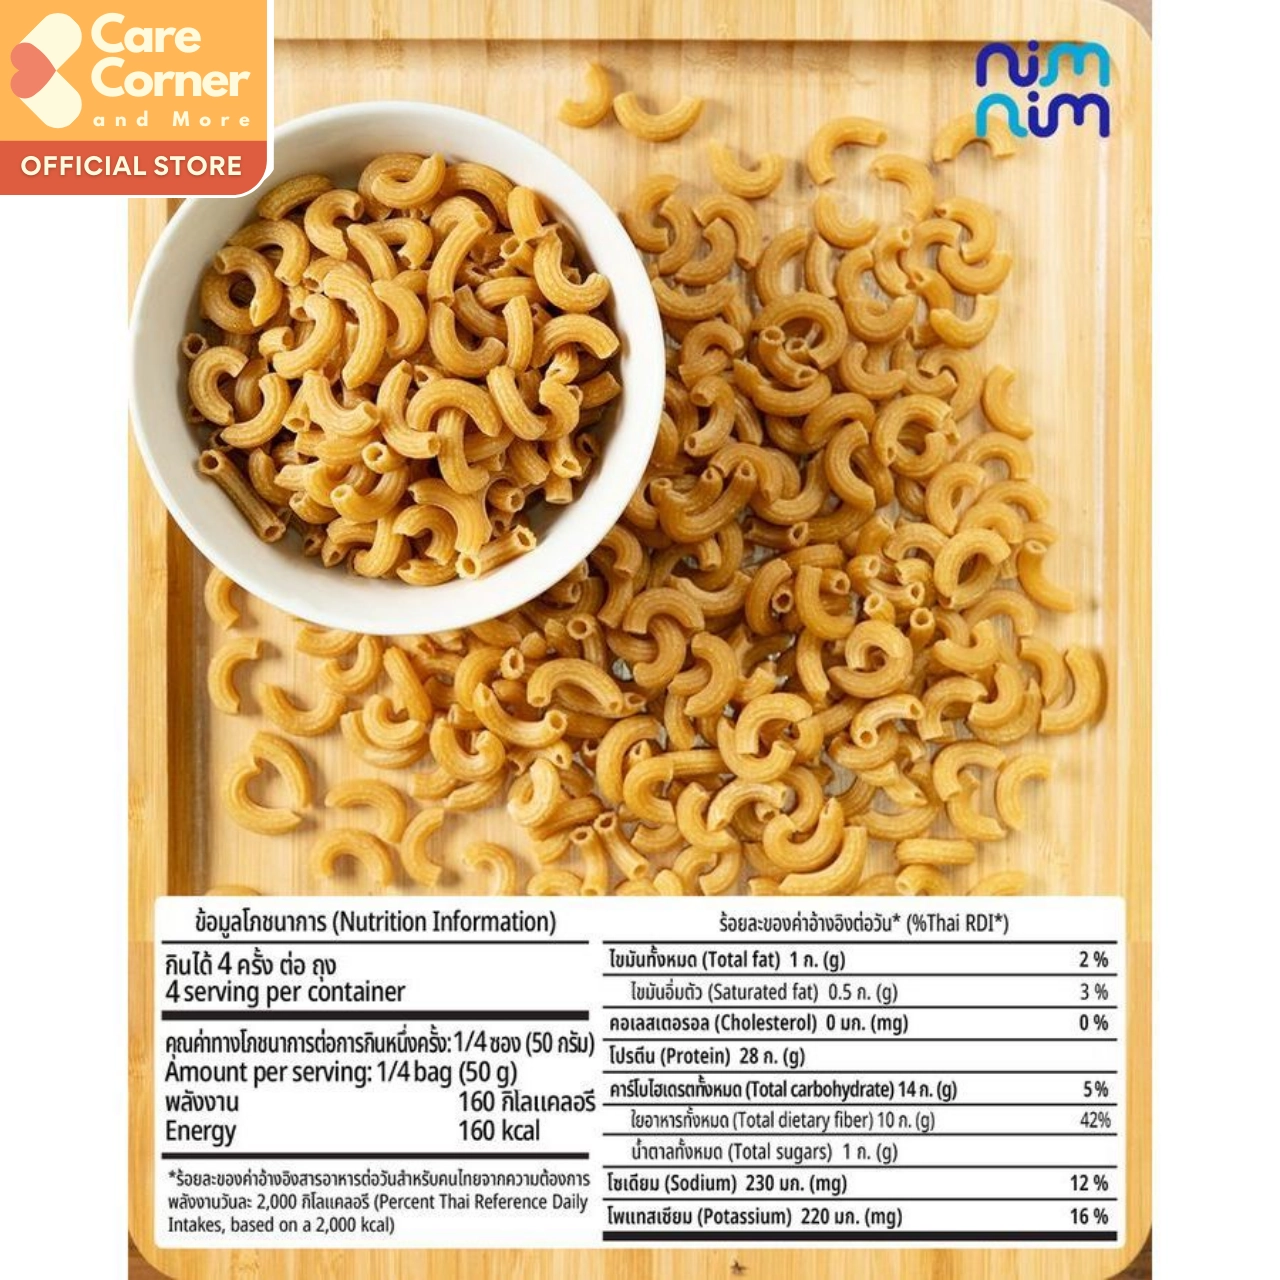 Care
Corner
and More
OFFICIAL STORE
nim
nim
ข้อมูลโภชนาการ (Nutrition Information)
กินได้ 4 ครั้ง ต่อ ถุง
4 serving per container
คุณค่าทางโภชนาการต่อการกินหนึ่งครั้ง: 1/4 ซอง (50 กรัม)
Amount per serving: 1/4 bag (50 g)
พลังงาน 160 กิโลแคลอรี
Energy 160 kcal
*ร้อยละของค่าอ้างอิงสารอาหารต่อวันสำหรับคนไทยจากความต้องการ
พลังงานวันละ 2,000 กิโลแคลอรี (Percent Thai Reference Daily
Intakes, based on a 2,000 kcal)
ร้อยละของค่าอ้างอิงต่อวัน* (%Thai RDI*)
ไขมันทั้งหมด (Total fat) 1 ก. (g) 2 %
ไขมันอิ่มตัว (Saturated fat) 0.5 ก. (g) 3 %
คอเลสเตอรอล (Cholesterol) 0 มก. (mg) 0 %
โปรตีน (Protein) 28 ก. (g)
คาร์โบไฮเดรตทั้งหมด (Total carbohydrate) 14 ก. (g) 5%
ใยอาหารทั้งหมด (Total dietary fiber) 10 ก. (g) 42%
น้ำตาลทั้งหมด (Total sugars) 1 ก. (g)
โซเดียม (Sodium) 230 มก. (mg) 12 %
โพแทสเซียม (Potassium) 220 มก. (mg) 16 %